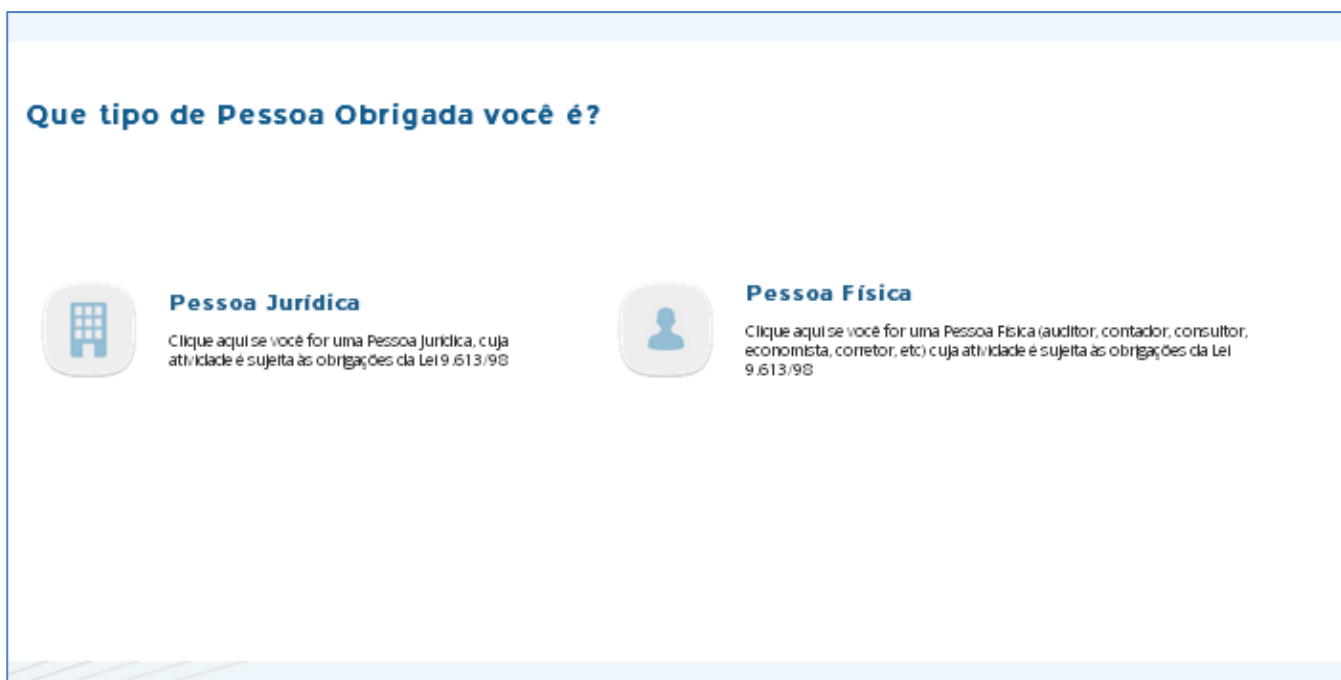 Que tipo de Pessoa Obrigada você é?
Pessoa Jurídica
Clique aqui se você for uma Pessoa Jurídica, cuja
atividade é sujeita às obrigações da Lei 9.613/98
Pessoa Física
Clique aqui se você for uma Pessoa Física (auditor, contador, consultor,
economista, corretor, etc) cuja atividade é sujeita às obrigações da Lei
9.613/98